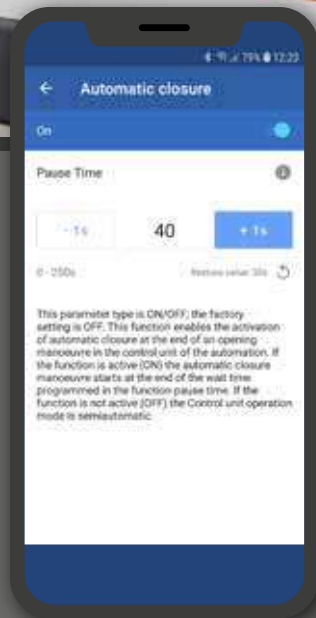 79% 12:23
← Automatic closure
On
Pause Time
- 1s 40 + 1s
0 - 250s Restore value: 30s
This parameter type is ON/OFF; the factory
setting is OFF. This function enables the activation
of automatic closure at the end of an opening
manoeuvre in the control unit of the automation. If
the function is active (ON) the automatic closure
manoeuvre starts at the end of the wait time
programmed in the function pause time. If the
function is not active (OFF) the Control unit operation
mode is semiautomatic.